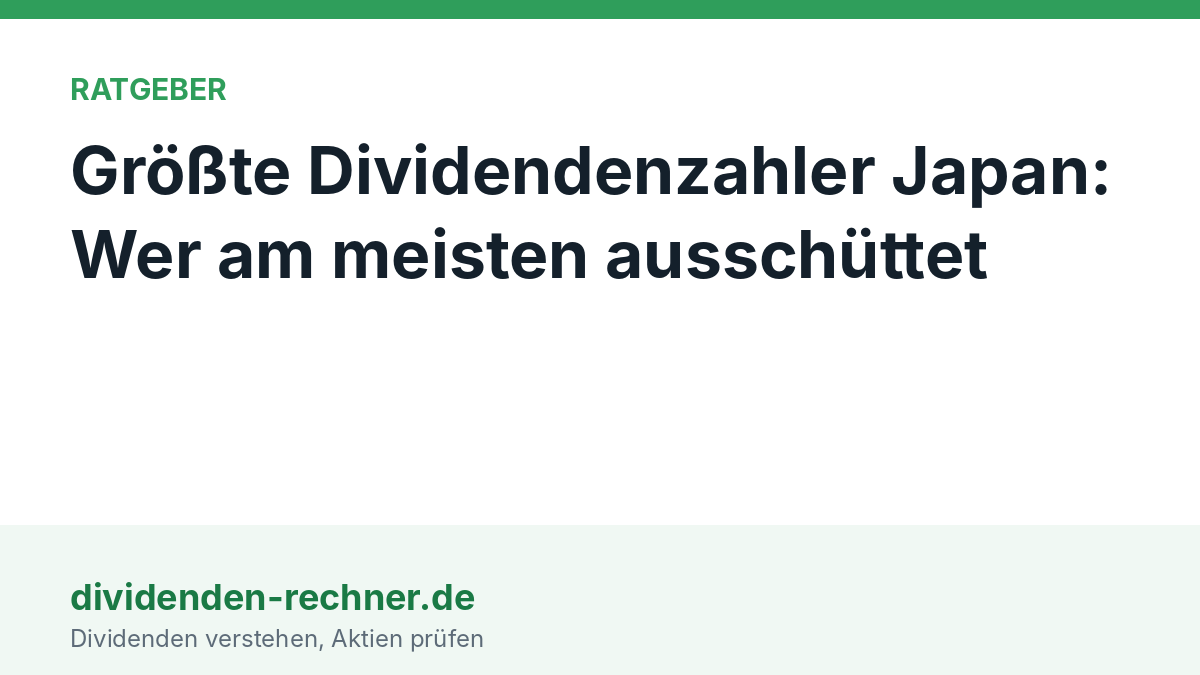 RATGEBER
Größte Dividendenzahler Japan:
Wer am meisten ausschüttet
dividenden-rechner.de
Dividenden verstehen, Aktien prüfen